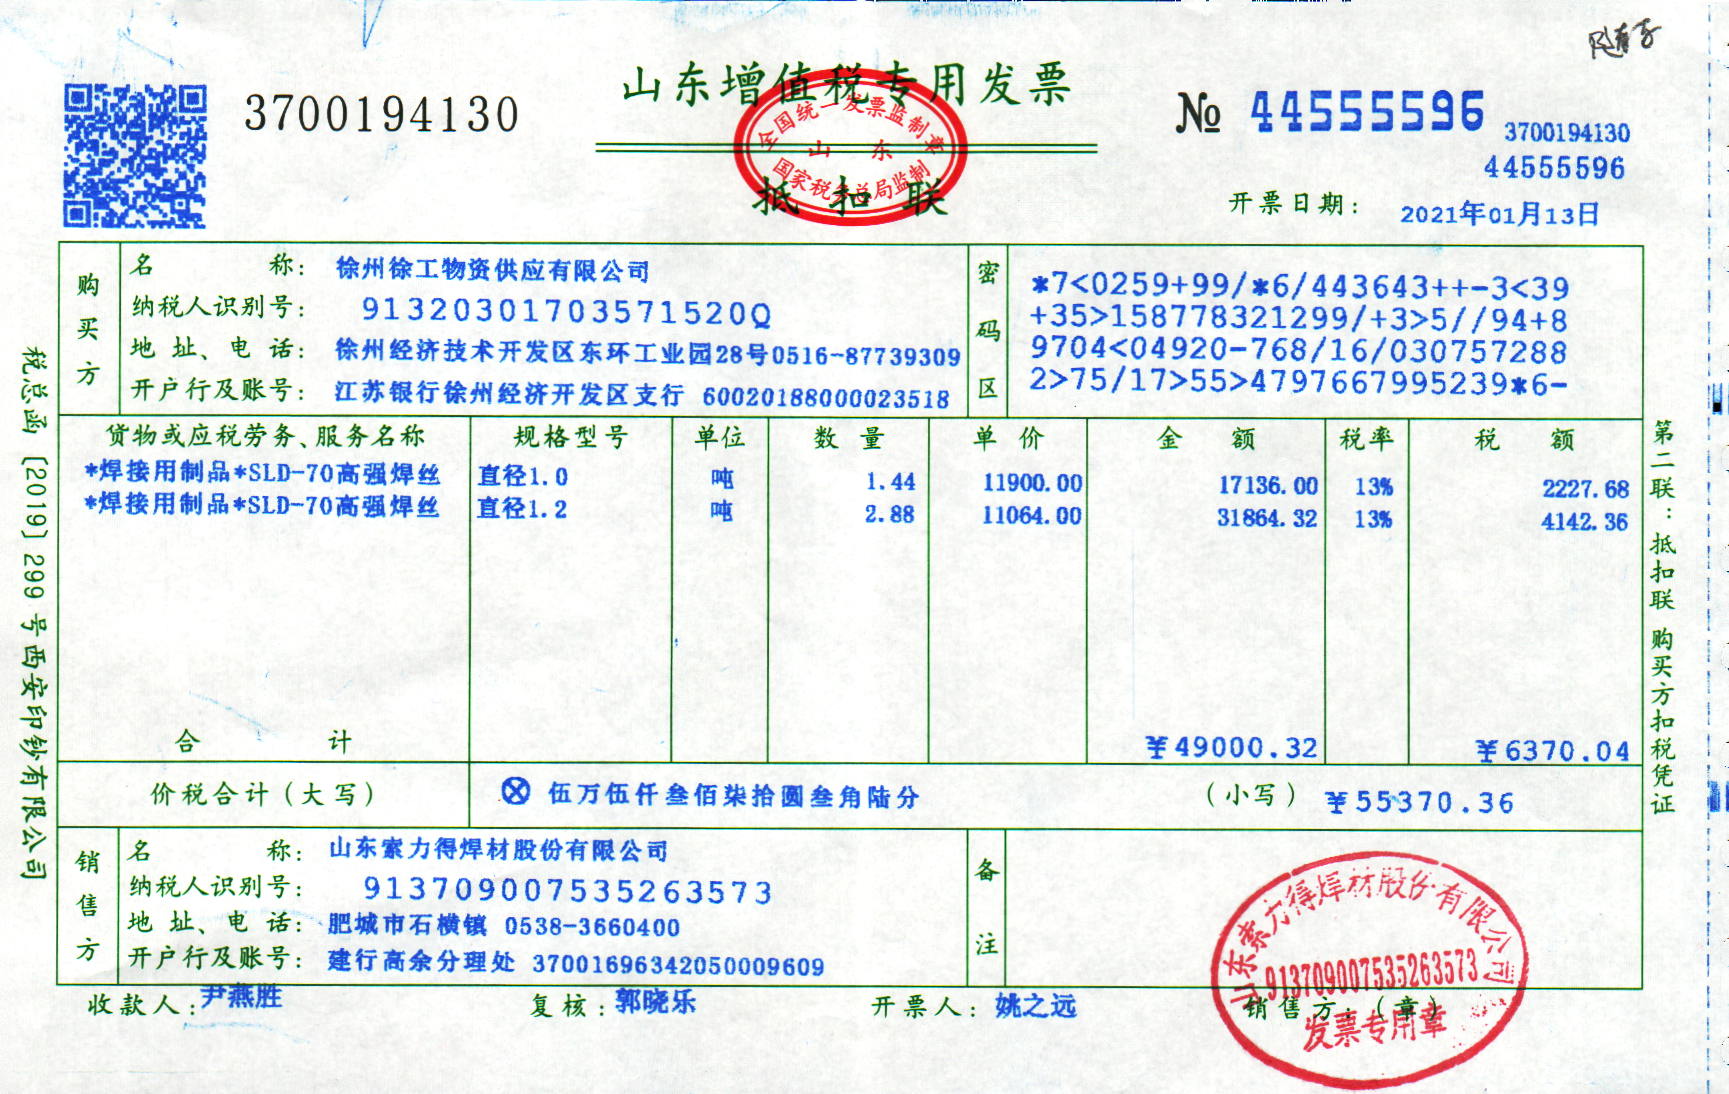 3700194130
山东增值税专用发票
全国统一发票监制章
山东
国家税务总局监制
抵扣联
№ 44555596
3700194130
44555596
开票日期: 2021年01月13日
购买方
名称: 徐州徐工物资供应有限公司
纳税人识别号: 91320301703571520Q
地址、电话: 徐州经济技术开发区东环工业园28号0516-87739309
开户行及账号: 江苏银行徐州经济开发区支行 60020188000023518
密码区
*7<0259+99/*6/443643++-3<39
+35>158778321299/+3>5//94+8
9704<04920-768/16/030757288
2>75/17>55>4797667995239*6-
货物或应税劳务、服务名称 规格型号 单位 数量 单价 金额 税率 税额
*焊接用制品*SLD-70高强焊丝 直径1.0 吨 1.44 11900.00 17136.00 13% 2227.68
*焊接用制品*SLD-70高强焊丝 直径1.2 吨 2.88 11064.00 31864.32 13% 4142.36
合计 ¥49000.32 ¥6370.04
价税合计(大写) ⊗ 伍万伍仟叁佰柒拾圆叁角陆分 (小写) ¥55370.36
销售方
名称: 山东索力得焊材股份有限公司
纳税人识别号: 913709007535263573
地址、电话: 肥城市石横镇 0538-3660400
开户行及账号: 建行高余分理处 37001696342050009609
备注
收款人: 尹燕胜 复核: 郭晓乐 开票人: 姚之远 销售方: (章)
山东索力得焊材股份有限公司
913709007535263573
发票专用章
税总函〔2019〕299号西安印钞有限公司
第二联:抵扣联 购买方扣税凭证